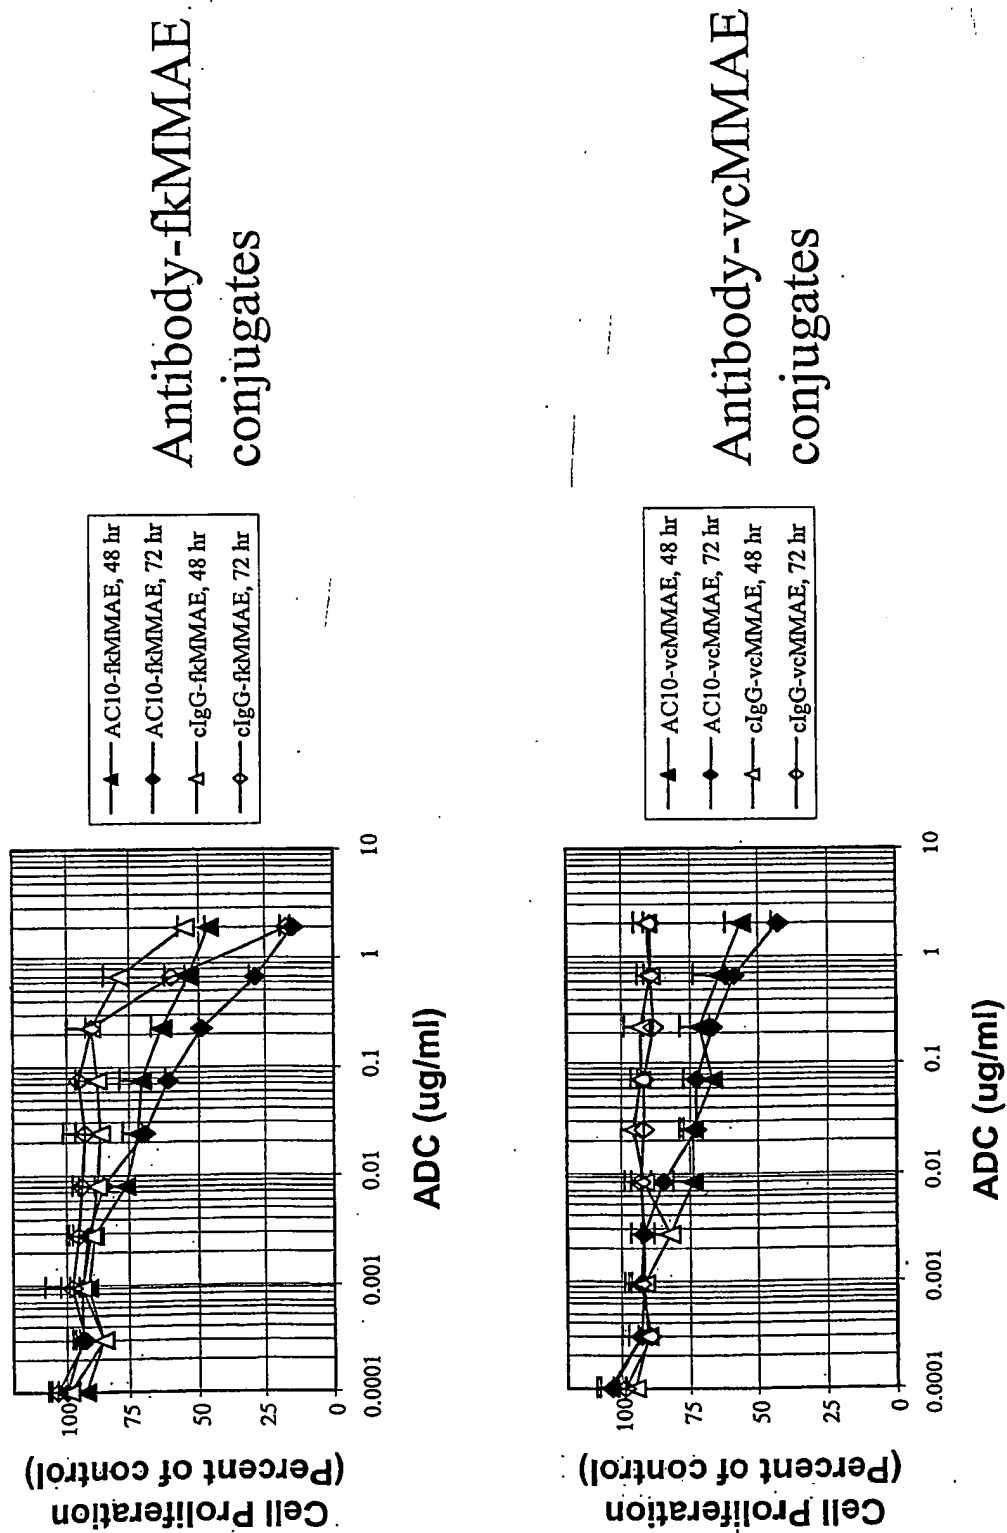 Antibody-fkMMAE
conjugates
AC10-fkMMAE, 48 hr
AC10-fkMMAE, 72 hr
cIgG-fkMMAE, 48 hr
cIgG-fkMMAE, 72 hr
Cell Proliferation
(Percent of control)
100
75
50
25
0
0.0001
0.001
0.01
0.1
1
10
ADC (ug/ml)
Antibody-vcMMAE
conjugates
AC10-vcMMAE, 48 hr
AC10-vcMMAE, 72 hr
cIgG-vcMMAE, 48 hr
cIgG-vcMMAE, 72 hr
Cell Proliferation
(Percent of control)
100
75
50
25
0
0.0001
0.001
0.01
0.1
1
10
ADC (ug/ml)